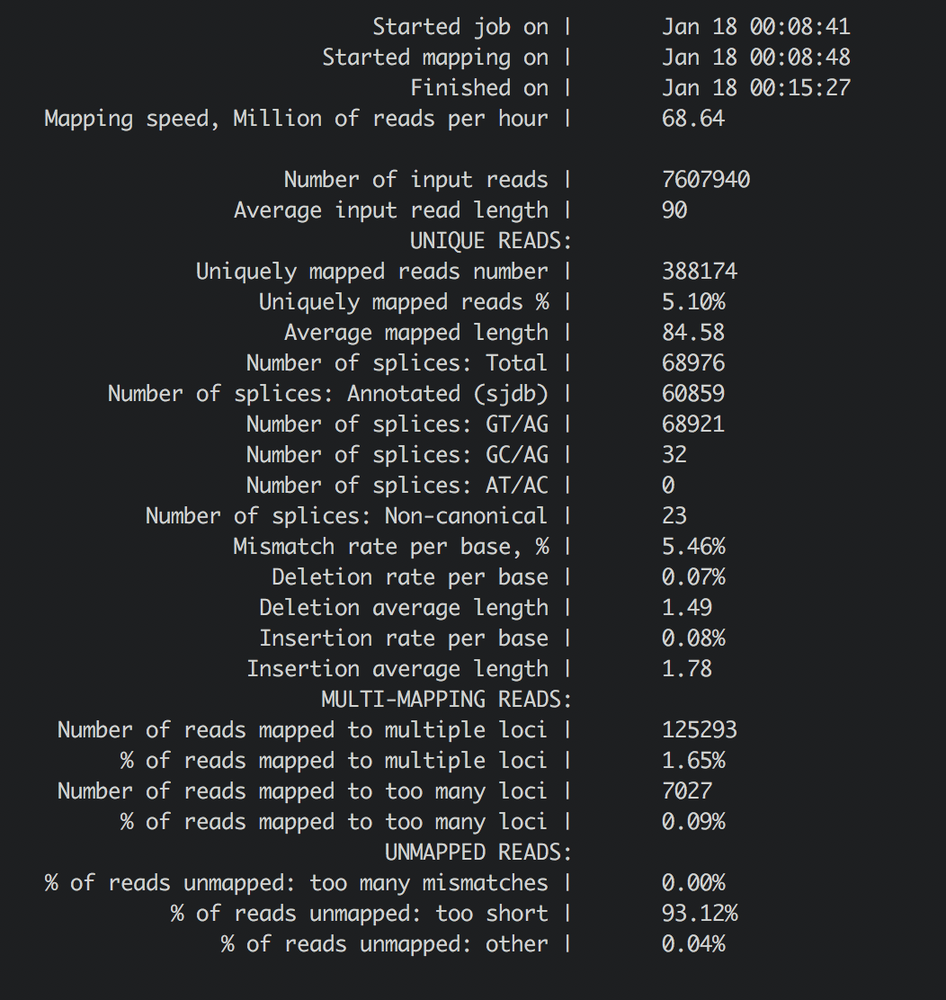 Started job on | Jan 18 00:08:41
Started mapping on | Jan 18 00:08:48
Finished on | Jan 18 00:15:27
Mapping speed, Million of reads per hour | 68.64
Number of input reads | 7607940
Average input read length | 90
UNIQUE READS:
Uniquely mapped reads number | 388174
Uniquely mapped reads % | 5.10%
Average mapped length | 84.58
Number of splices: Total | 68976
Number of splices: Annotated (sjdb) | 60859
Number of splices: GT/AG | 68921
Number of splices: GC/AG | 32
Number of splices: AT/AC | 0
Number of splices: Non-canonical | 23
Mismatch rate per base, % | 5.46%
Deletion rate per base | 0.07%
Deletion average length | 1.49
Insertion rate per base | 0.08%
Insertion average length | 1.78
MULTI-MAPPING READS:
Number of reads mapped to multiple loci | 125293
% of reads mapped to multiple loci | 1.65%
Number of reads mapped to too many loci | 7027
% of reads mapped to too many loci | 0.09%
UNMAPPED READS:
% of reads unmapped: too many mismatches | 0.00%
% of reads unmapped: too short | 93.12%
% of reads unmapped: other | 0.04%